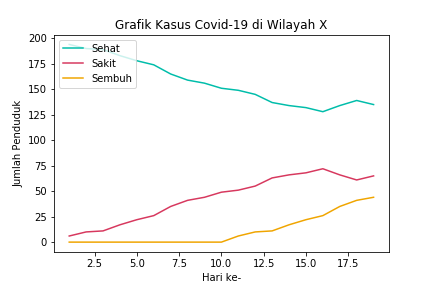 Grafik Kasus Covid-19 di Wilayah X
200
175
150
125
100
75
50
25
0
Jumlah Penduduk
Sehat
Sakit
Sembuh
2.5 5.0 7.5 10.0 12.5 15.0 17.5
Hari ke-